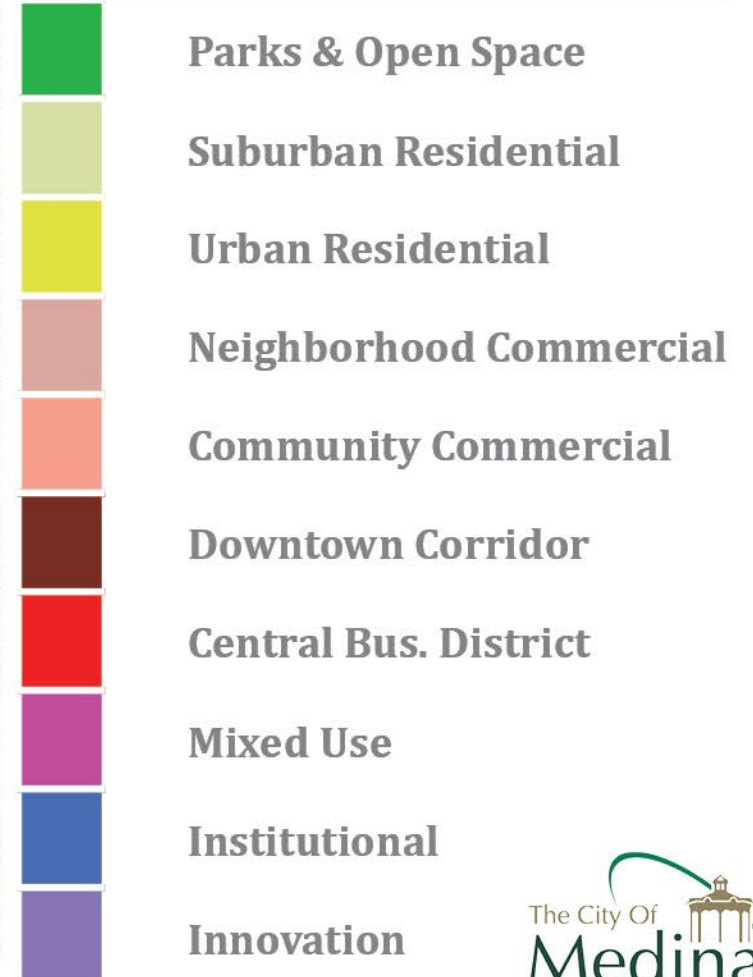 Parks & Open Space
Suburban Residential
Urban Residential
Neighborhood Commercial
Community Commercial
Downtown Corridor
Central Bus. District
Mixed Use
Institutional
Innovation
The City Of
Medina